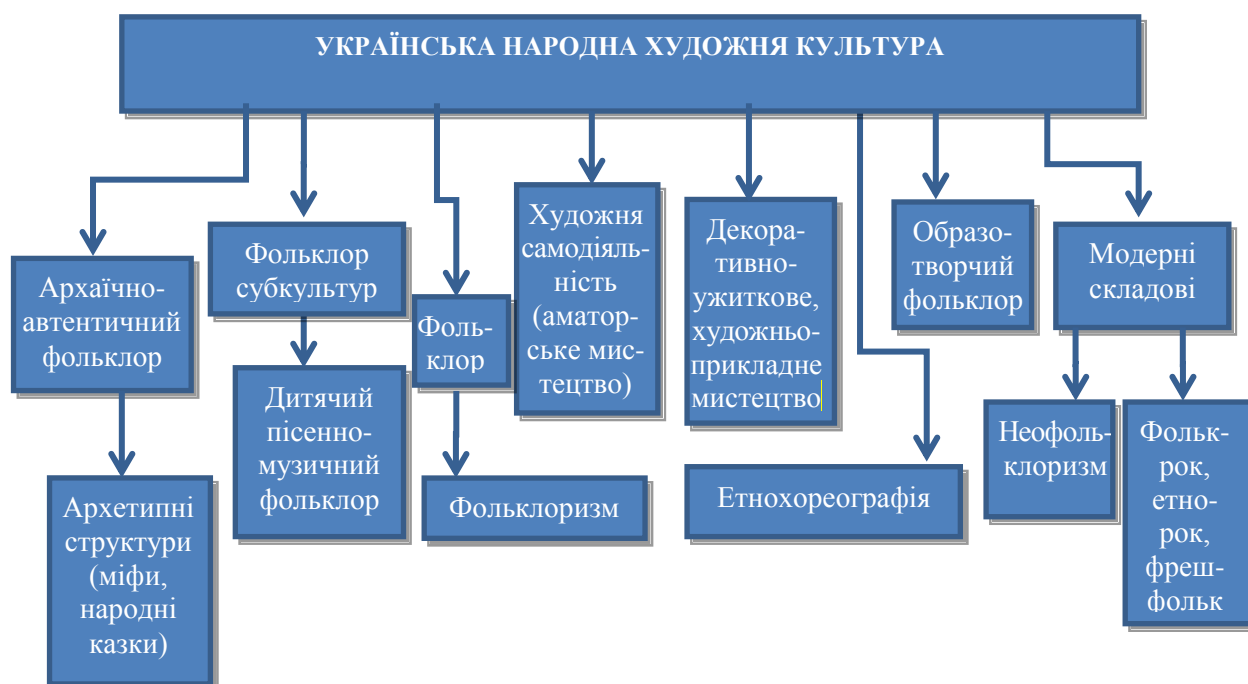 УКРАЇНСЬКА НАРОДНА ХУДОЖНЯ КУЛЬТУРА
Архаїчно-
автентичний
фольклор
Фольклор
субкультур
Фоль-
клор
Художня
самодіяль-
ність
(аматор-
ське мис-
тецтво)
Декора-
тивно-
ужиткове,
художньо-
прикладне
мистецтво
Образо-
творчий
фольклор
Модерні
складові
Архетипні
структури
(міфи,
народні
казки)
Дитячий
пісенно-
музичний
фольклор
Фольклоризм
Етнохореографія
Неофоль-
клоризм
Фольк-
рок,
етно-
рок,
фреш-
фольк